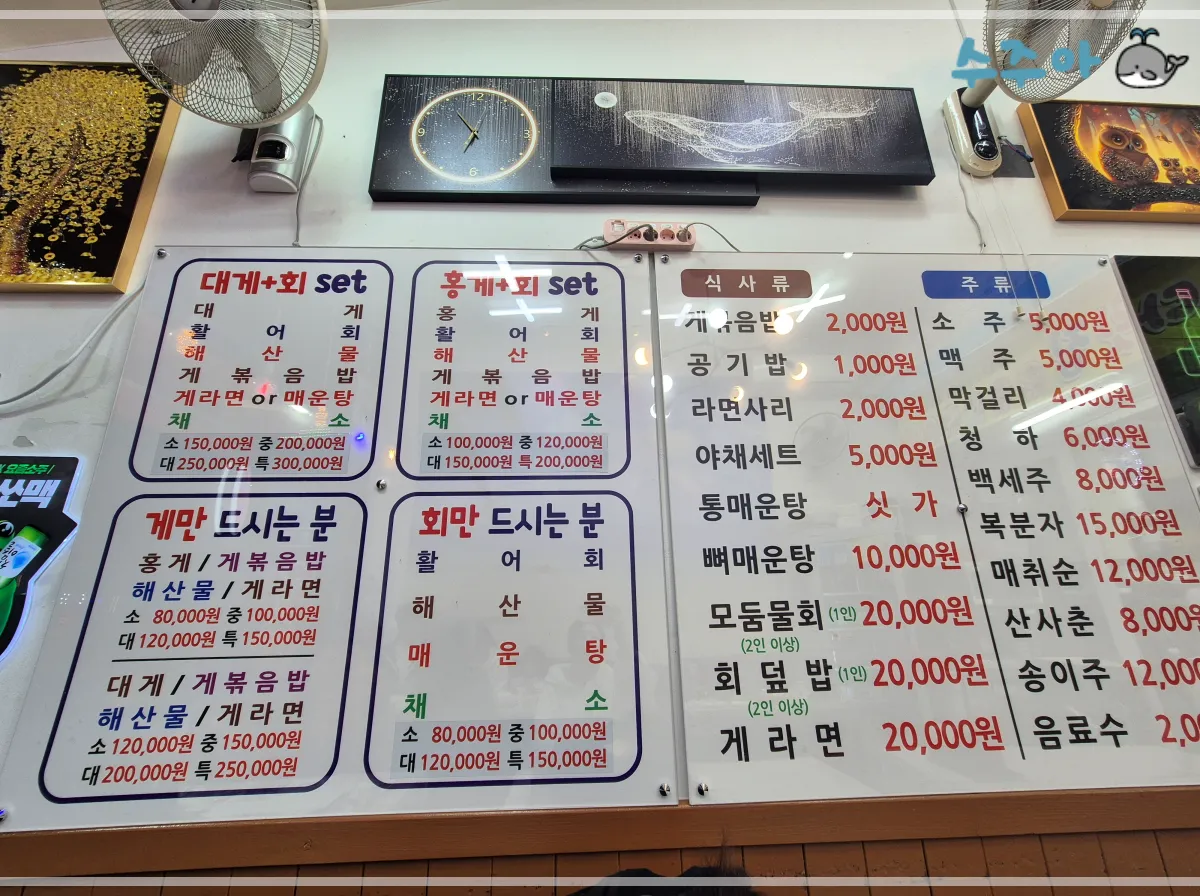 수주아
12
3
6
9
대게+회 set
대 게
활 어 회
해 산 물
게 볶 음 밥
게라면 or 매운탕
채 소
소 150,000원 중 200,000원
대 250,000원 특 300,000원
홍게+회 set
홍 게
활 어 회
해 산 물
게 볶 음 밥
게라면 or 매운탕
채 소
소 100,000원 중 120,000원
대 150,000원 특 200,000원
게만 드시는 분
홍 게 / 게 볶 음 밥
해 산 물 / 게 라 면
소 80,000원 중 100,000원
대 120,000원 특 150,000원
대 게 / 게 볶 음 밥
해 산 물 / 게 라 면
소 120,000원 중 150,000원
대 200,000원 특 250,000원
회만 드시는 분
활 어 회
해 산 물
매 운 탕
채 소
소 80,000원 중 100,000원
대 120,000원 특 150,000원
식 사 류
게볶음밥 2,000원
공 기 밥 1,000원
라면사리 2,000원
야채세트 5,000원
통매운탕 싯 가
뼈매운탕 10,000원
모둠물회 (1인) 20,000원
(2인 이상)
회 덮 밥 (1인) 20,000원
(2인 이상)
게 라 면 20,000원
주 류
소 주 5,000원
맥 주 5,000원
막걸리 4,000원
청 하 6,000원
백세주 8,000원
복분자 15,000원
매취순 12,000원
산사춘 8,000원
송이주 12,000
음료수 2,0
쏘맥